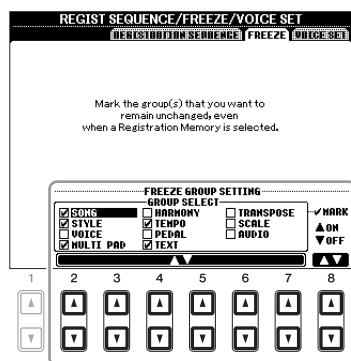 REGIST SEQUENCE/FREEZE/VOICE SET
REGISTRATION SEQUENCE FREEZE VOICE SET
Mark the group(s) that you want to
remain unchanged, even
when a Registration Memory is selected.
FREEZE GROUP SETTING
GROUP SELECT
SONG HARMONY TRANSPOSE MARK
STYLE TEMPO SCALE ON
VOICE PEDAL AUDIO OFF
MULTI PAD TEXT
1 2 3 4 5 6 7 8